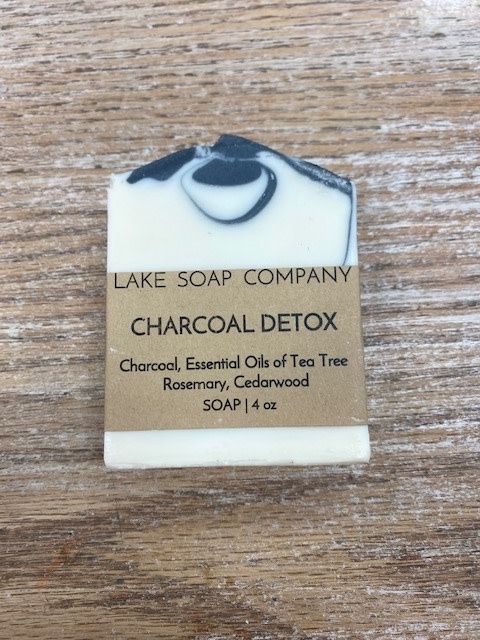 LAKE SOAP COMPANY
CHARCOAL DETOX
Charcoal, Essential Oils of Tea Tree
Rosemary, Cedarwood
SOAP | 4 oz